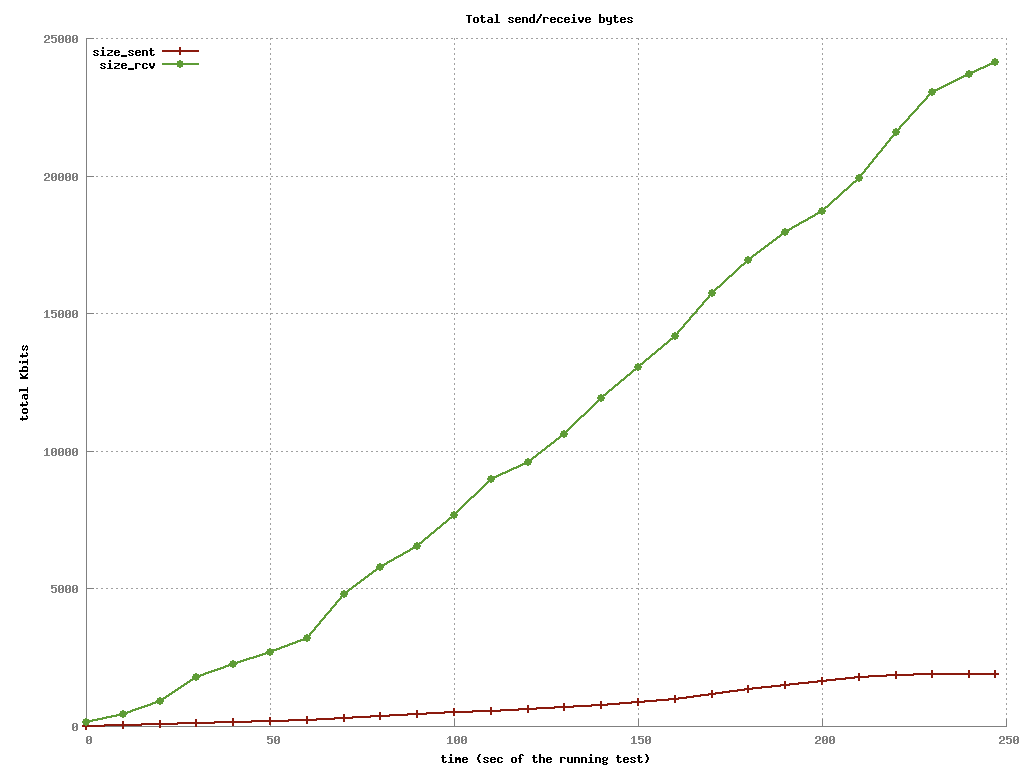 Total send/receive bytes
25000
size_sent
size_rcv
20000
15000
total Kbits
10000
5000
0
0 50 100 150 200 250
time (sec of the running test)